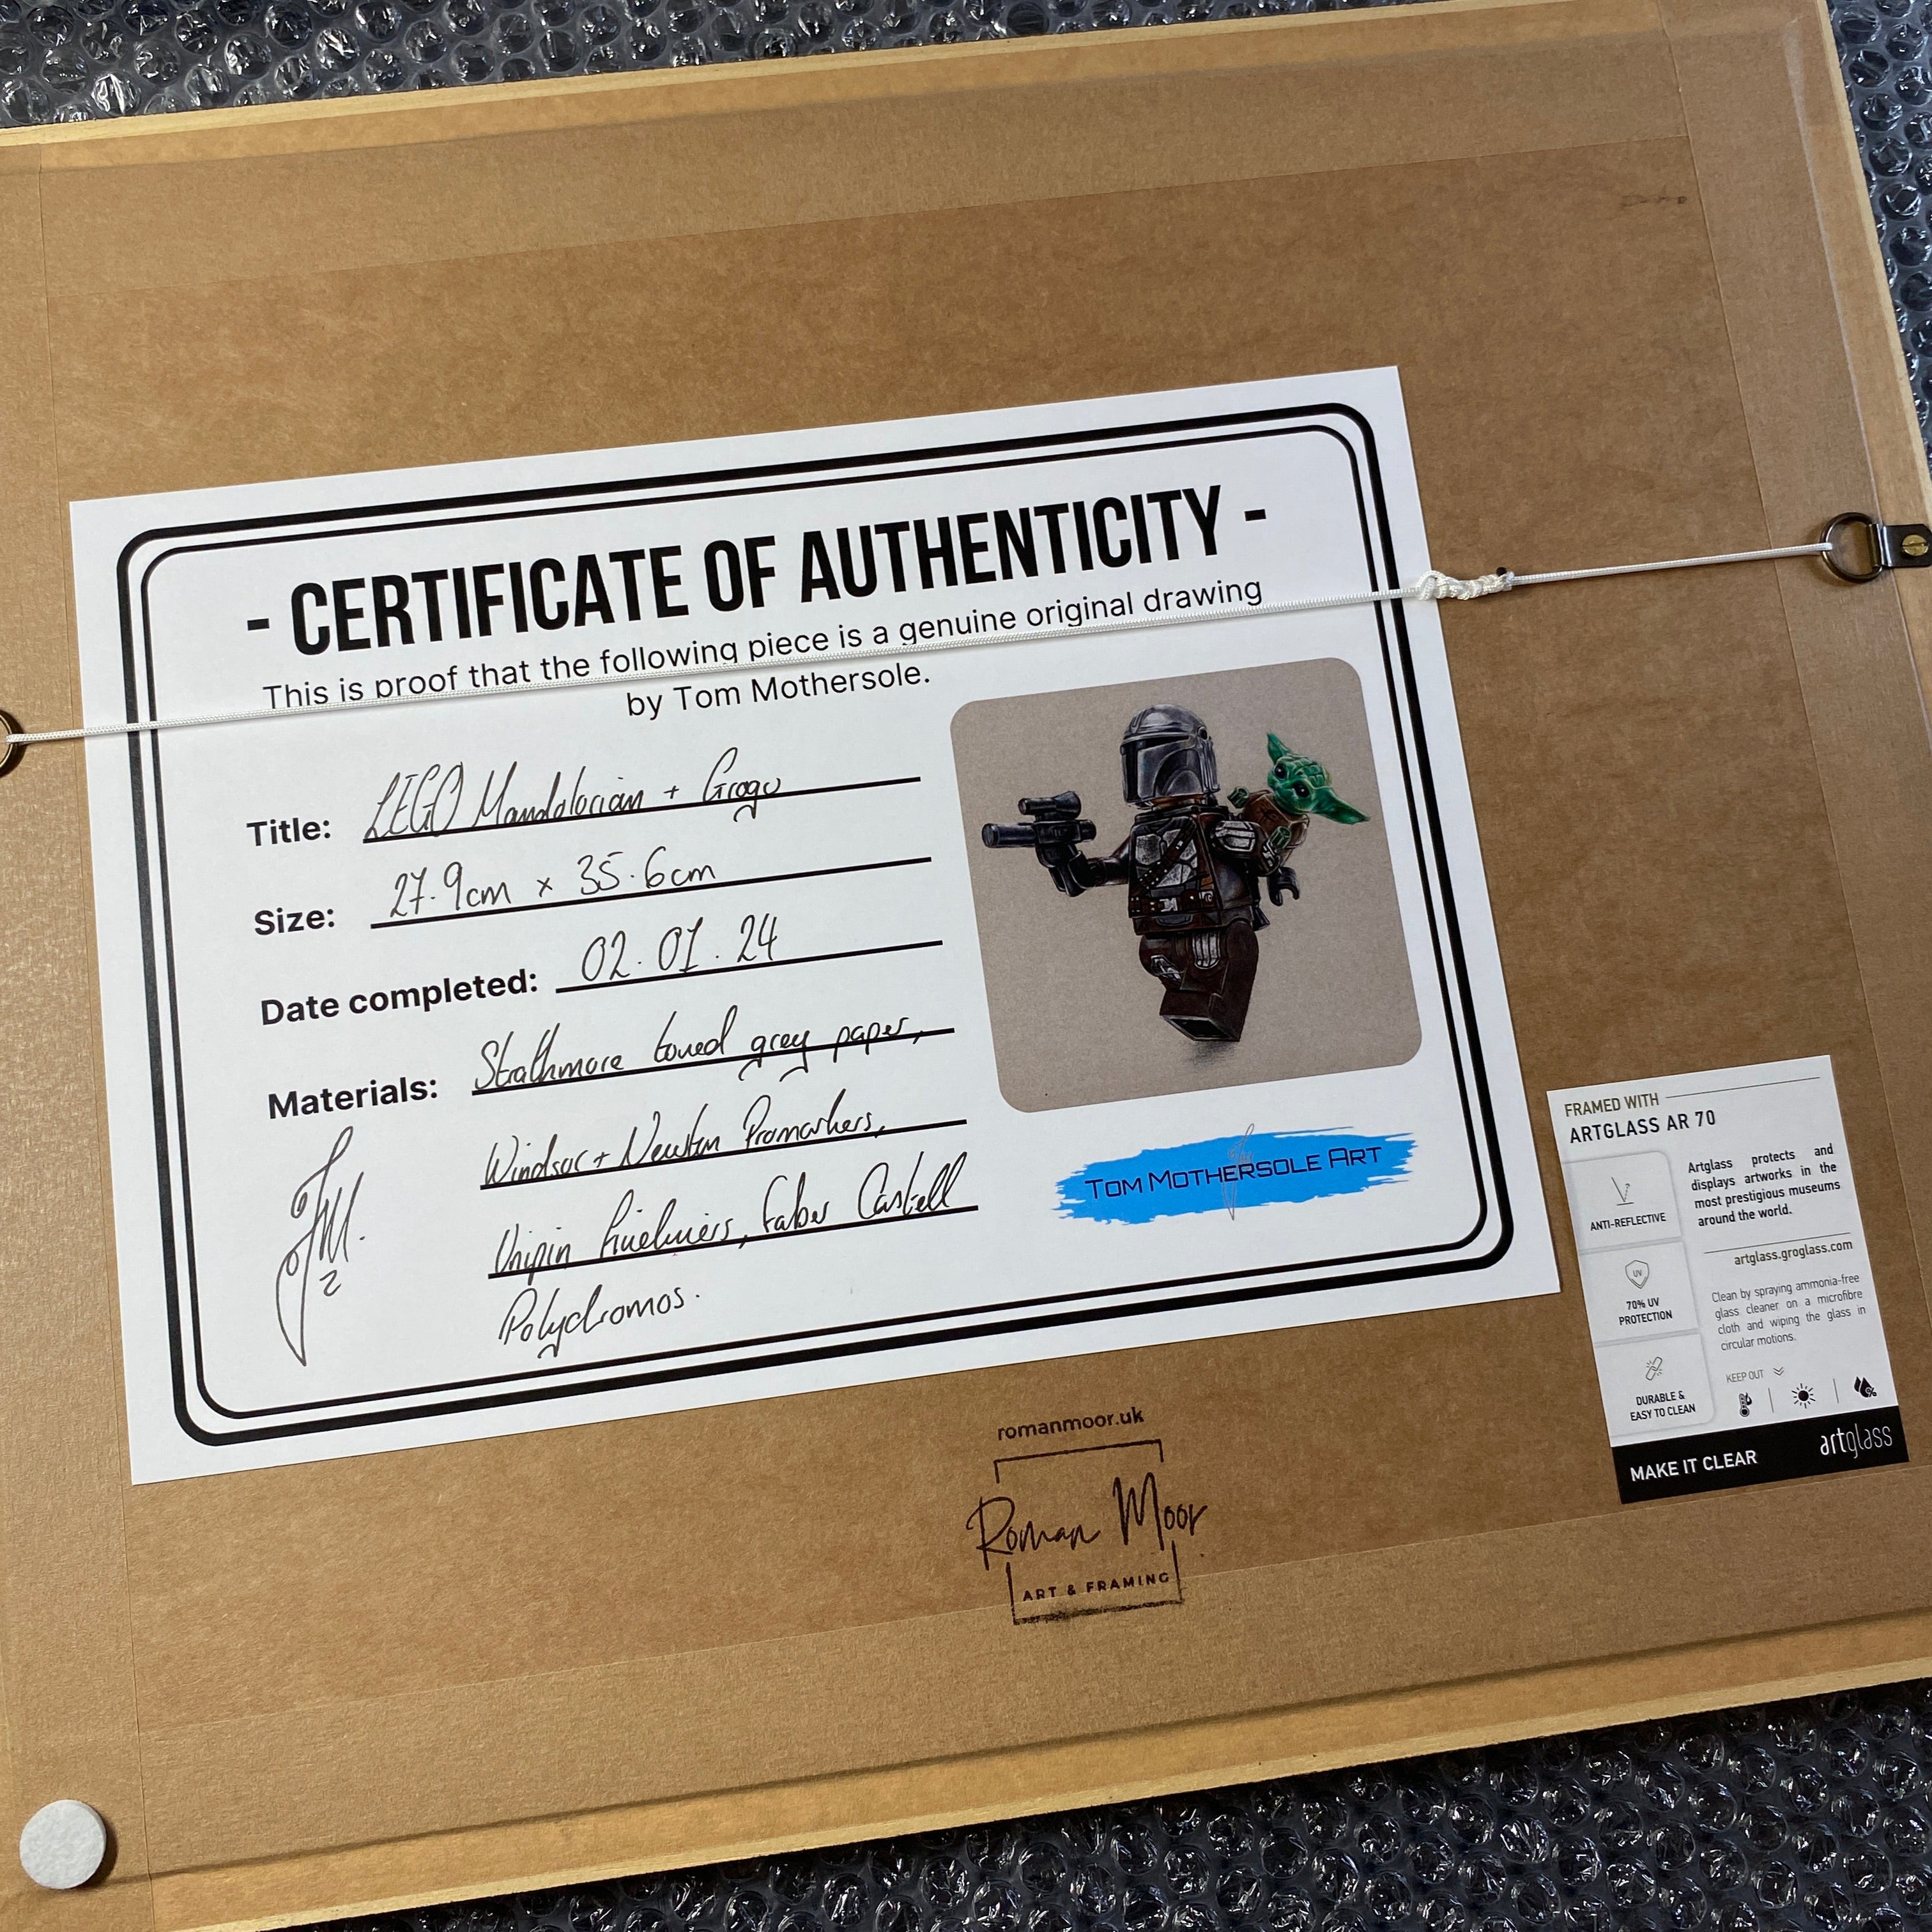 - CERTIFICATE OF AUTHENTICITY -
This is proof that the following piece is a genuine original drawing
by Tom Mothersole.
Title: LEGO Mandalorian + Grogu
Size: 27.9cm x 35.6cm
Date completed: 02.01.24
Materials: Strathmore toned grey paper,
Windsor + Newton Promarkers,
Unipin fineliners, Faber Castell
Polychromos.
TOM MOTHERSOLE ART
FRAMED WITH
ARTGLASS AR 70
ANTI-REFLECTIVE
UV
70% UV
PROTECTION
DURABLE &
EASY TO CLEAN
Artglass protects and
displays artworks in the
most prestigious museums
around the world.
artglass.groglass.com
Clean by spraying ammonia-free
glass cleaner on a microfibre
cloth and wiping the glass in
circular motions.
KEEP OUT
MAKE IT CLEAR artglass
romanmoor.uk
Roman Moor
ART & FRAMING